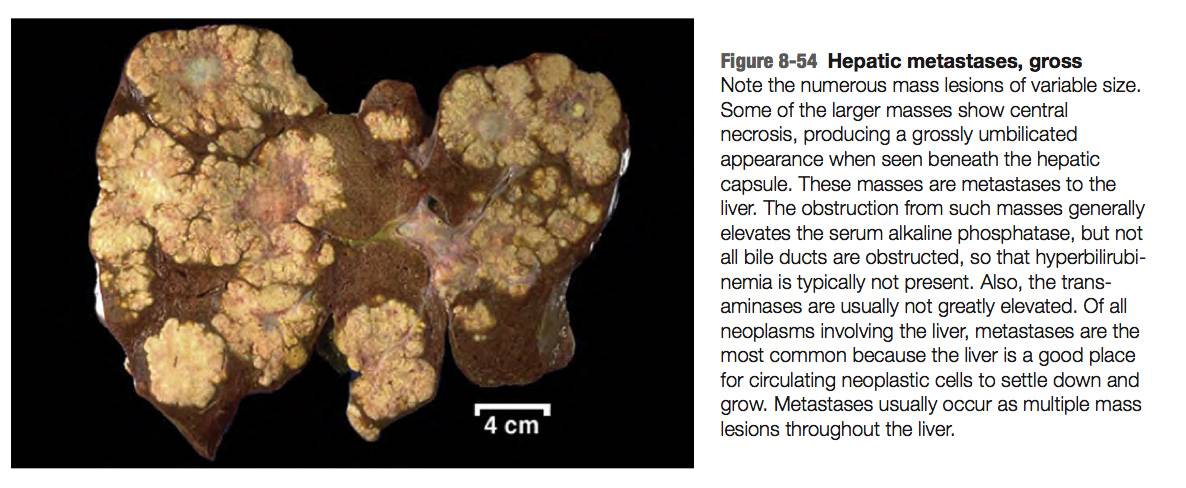 4 cm
Figure 8-54 Hepatic metastases, gross
Note the numerous mass lesions of variable size.
Some of the larger masses show central
necrosis, producing a grossly umbilicated
appearance when seen beneath the hepatic
capsule. These masses are metastases to the
liver. The obstruction from such masses generally
elevates the serum alkaline phosphatase, but not
all bile ducts are obstructed, so that hyperbilirubi-
nemia is typically not present. Also, the trans-
aminases are usually not greatly elevated. Of all
neoplasms involving the liver, metastases are the
most common because the liver is a good place
for circulating neoplastic cells to settle down and
grow. Metastases usually occur as multiple mass
lesions throughout the liver.